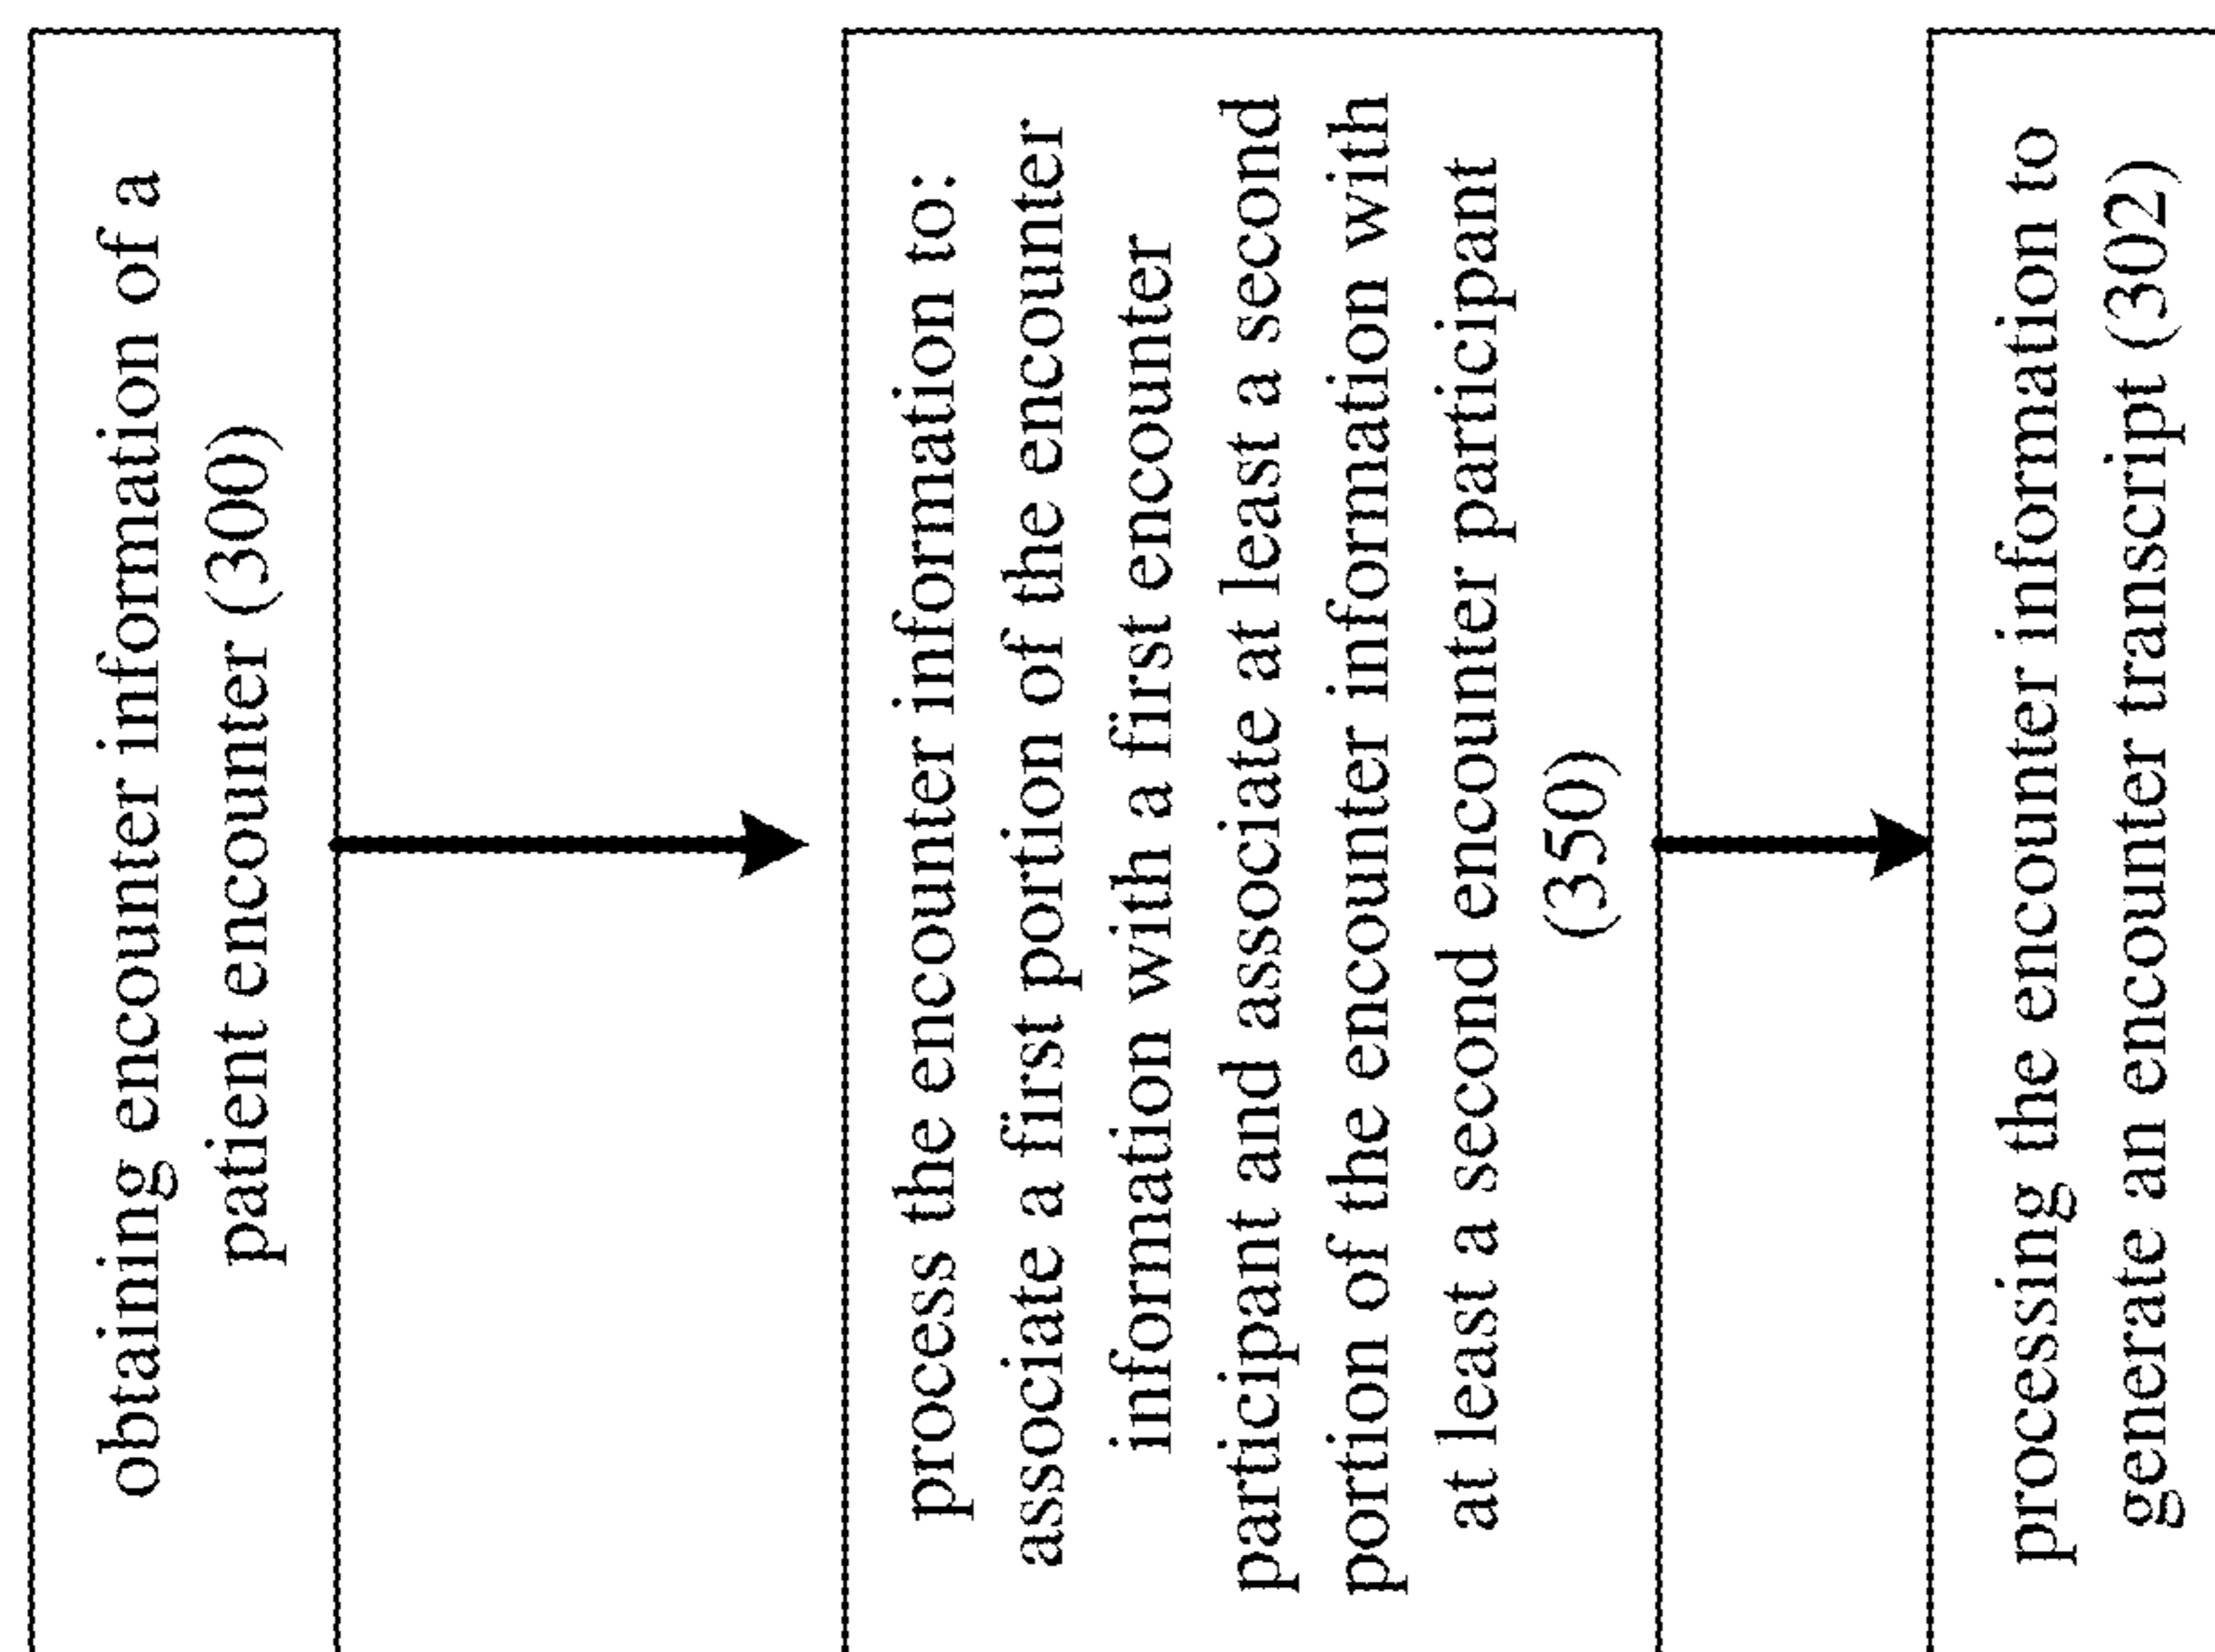 obtaining encounter information of a
patient encounter (300)
process the encounter information to:
associate a first portion of the encounter
information with a first encounter
participant and associate at least a second
portion of the encounter information with
at least a second encounter participant
(350)
processing the encounter information to
generate an encounter transcript (302)